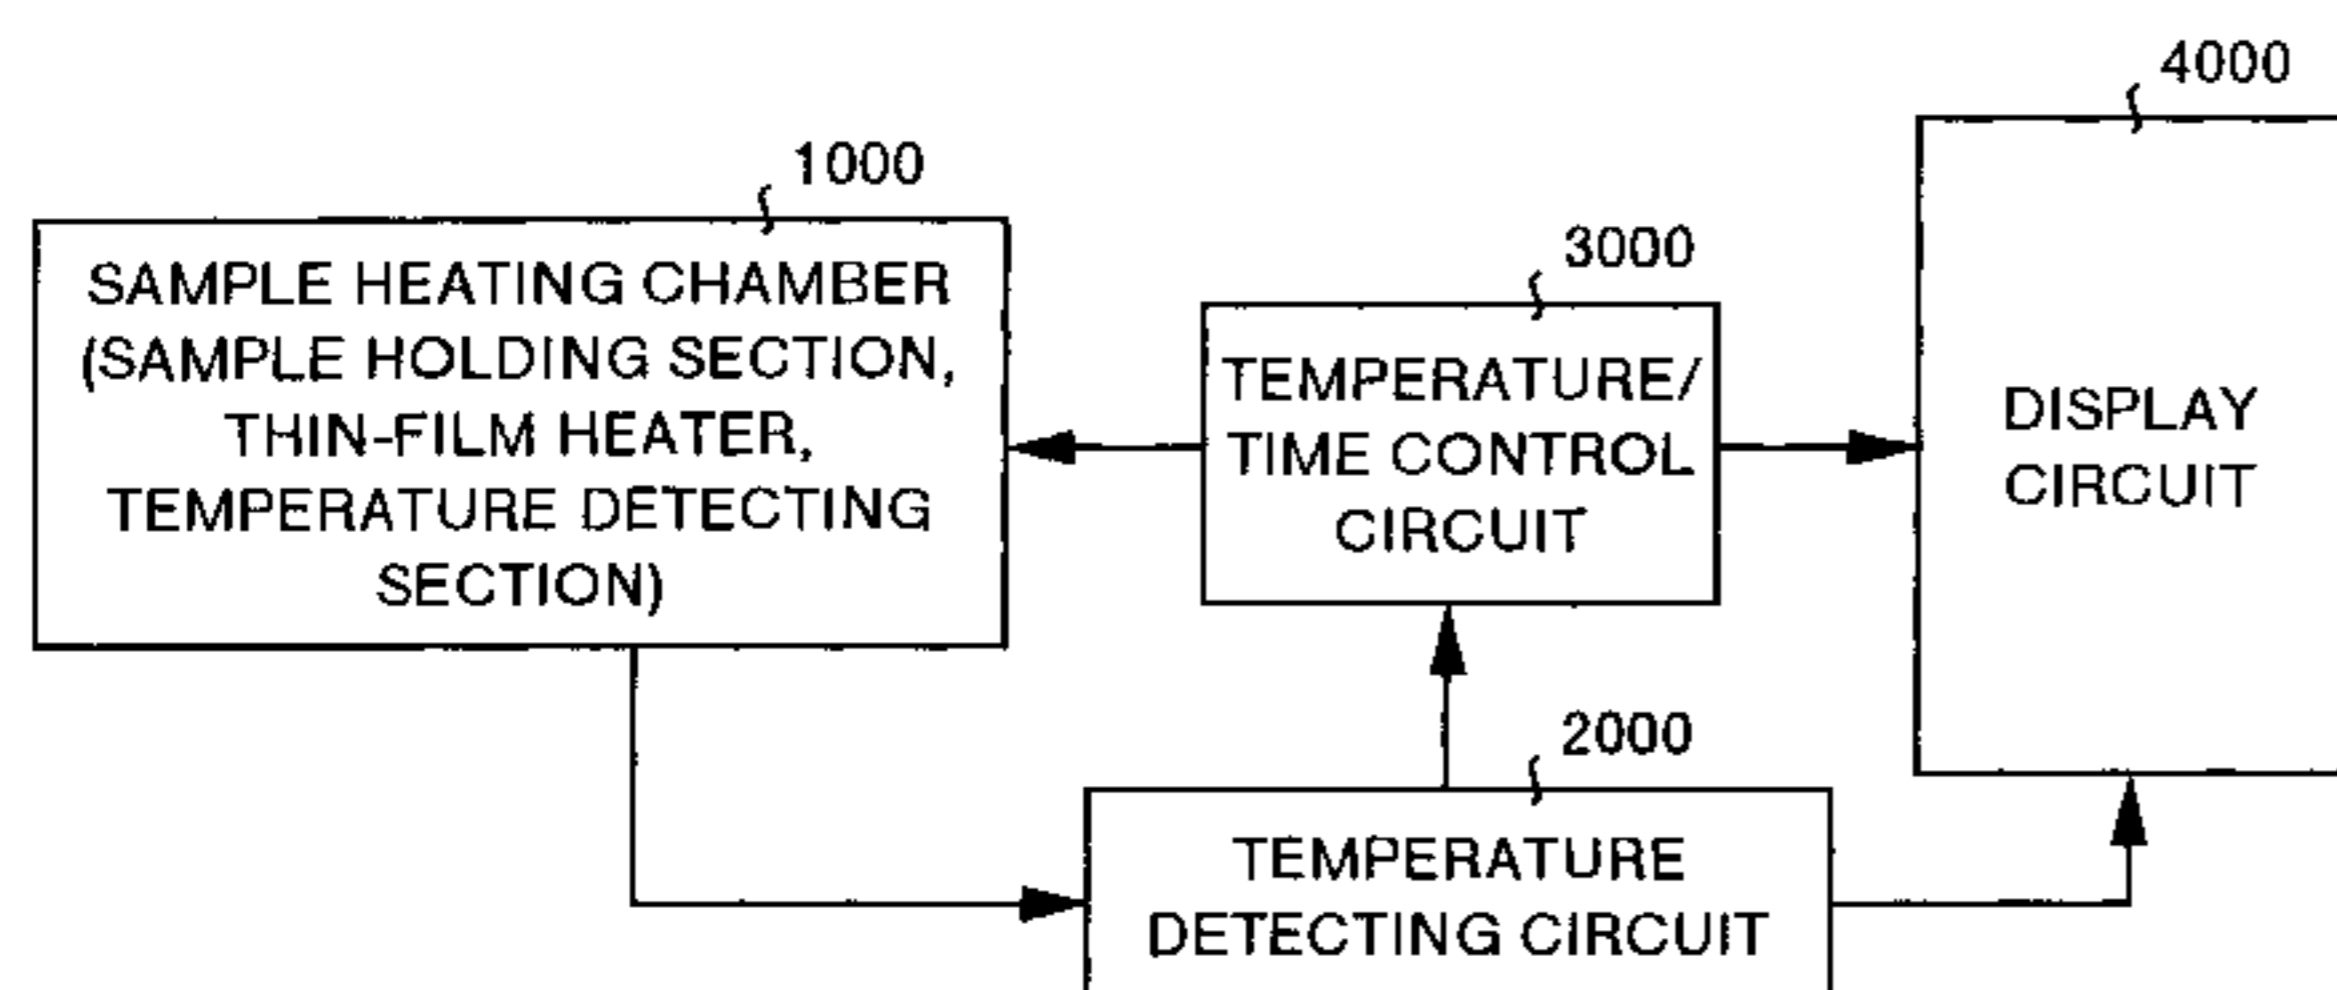 1000
SAMPLE HEATING CHAMBER
(SAMPLE HOLDING SECTION,
THIN-FILM HEATER,
TEMPERATURE DETECTING
SECTION)
3000
TEMPERATURE/
TIME CONTROL
CIRCUIT
4000
DISPLAY
CIRCUIT
2000
TEMPERATURE
DETECTING CIRCUIT